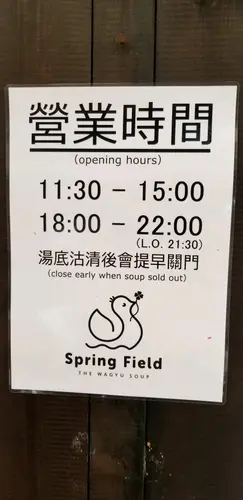 營業時間
(opening hours)
11:30 – 15:00
18:00 – 22:00
(L.O. 21:30)
湯底沽清後會提早關門
(close early when soup sold out)
Spring Field
THE WAGYU SOUP